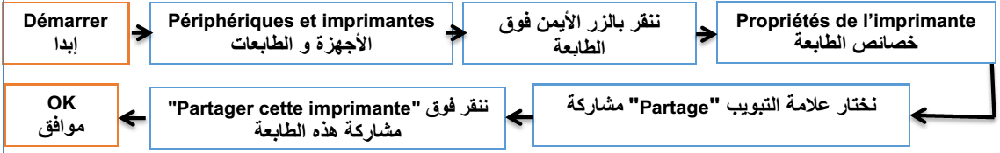 Démarrer
إبدا
Périphériques et imprimantes
الأجهزة و الطابعات
ننقر بالزر الأيمن فوق
الطابعة
Propriétés de l’imprimante
خصائص الطابعة
نختار علامة التبويب "Partage" مشاركة
ننقر فوق "Partager cette imprimante"
مشاركة هذه الطابعة
OK
موافق